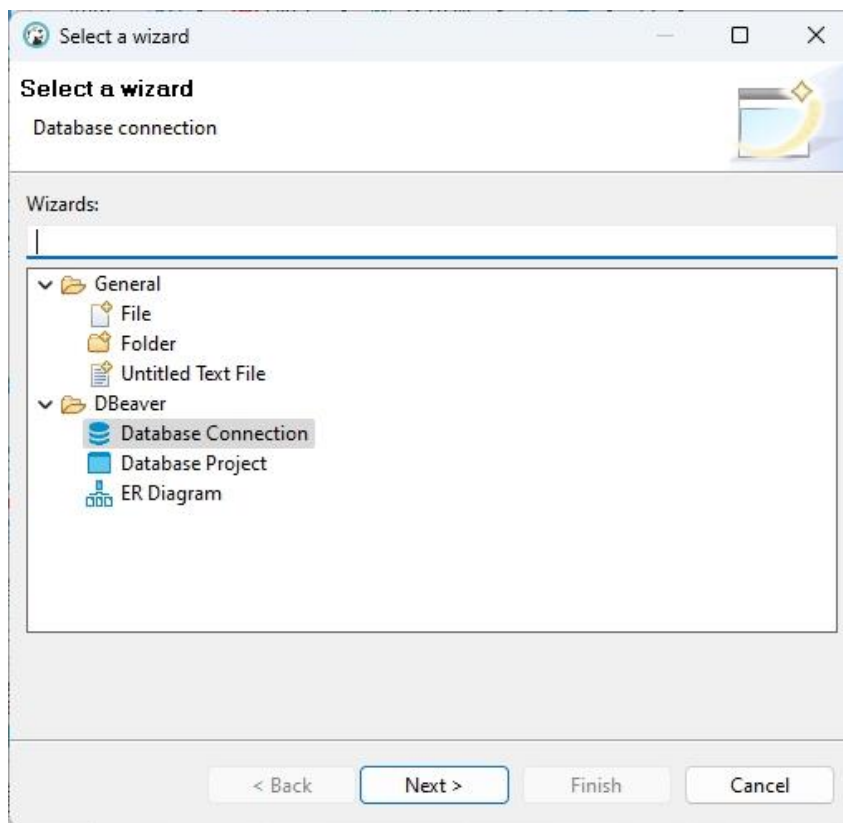 Select a wizard
Select a wizard
Database connection
Wizards:
General
File
Folder
Untitled Text File
DBeaver
Database Connection
Database Project
ER Diagram
< Back Next > Finish Cancel